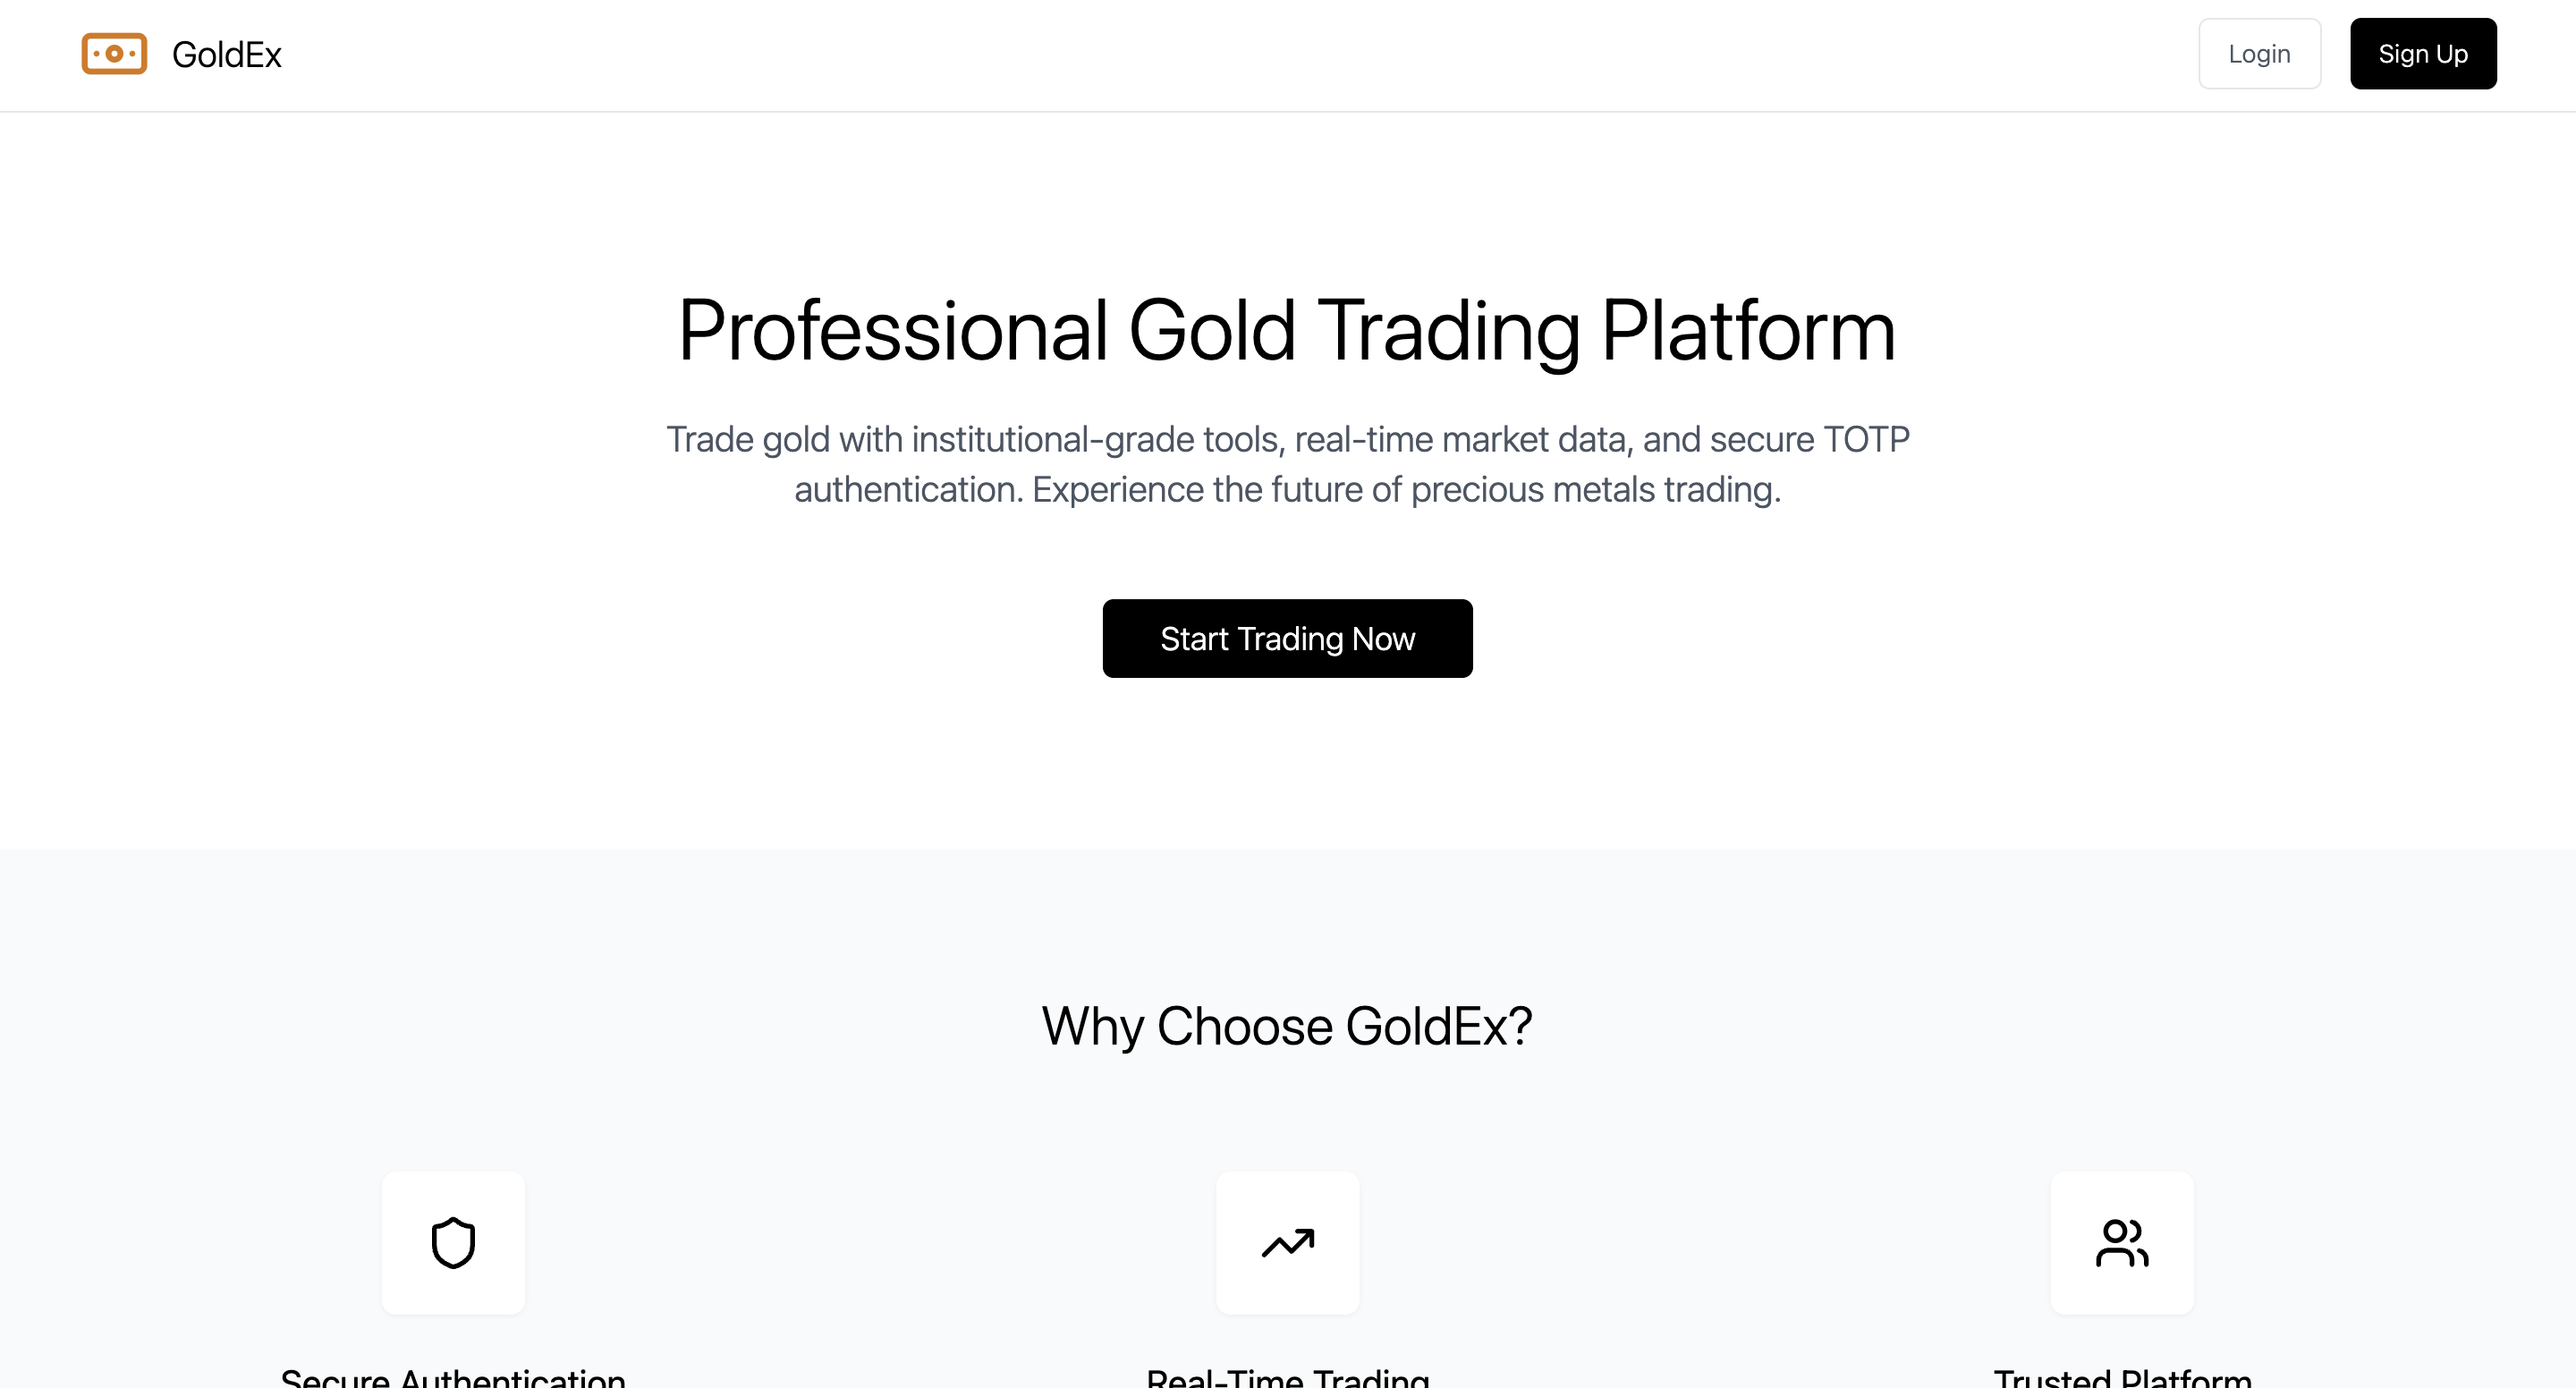 GoldEx
Login
Sign Up
Professional Gold Trading Platform
Trade gold with institutional-grade tools, real-time market data, and secure TOTP
authentication. Experience the future of precious metals trading.
Start Trading Now
Why Choose GoldEx?
Secure Authentication
Real-Time Trading
Trusted Platform